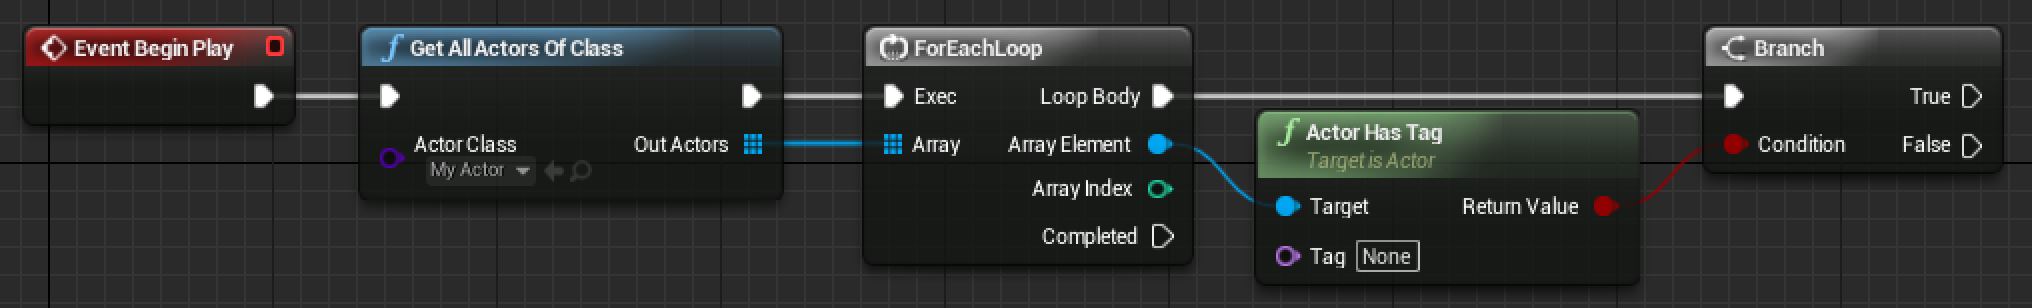 Event Begin Play
Get All Actors Of Class
Actor Class
My Actor
Out Actors
ForEachLoop
Exec
Loop Body
Array
Array Element
Array Index
Completed
Actor Has Tag
Target is Actor
Target
Return Value
Tag None
Branch
True
Condition
False